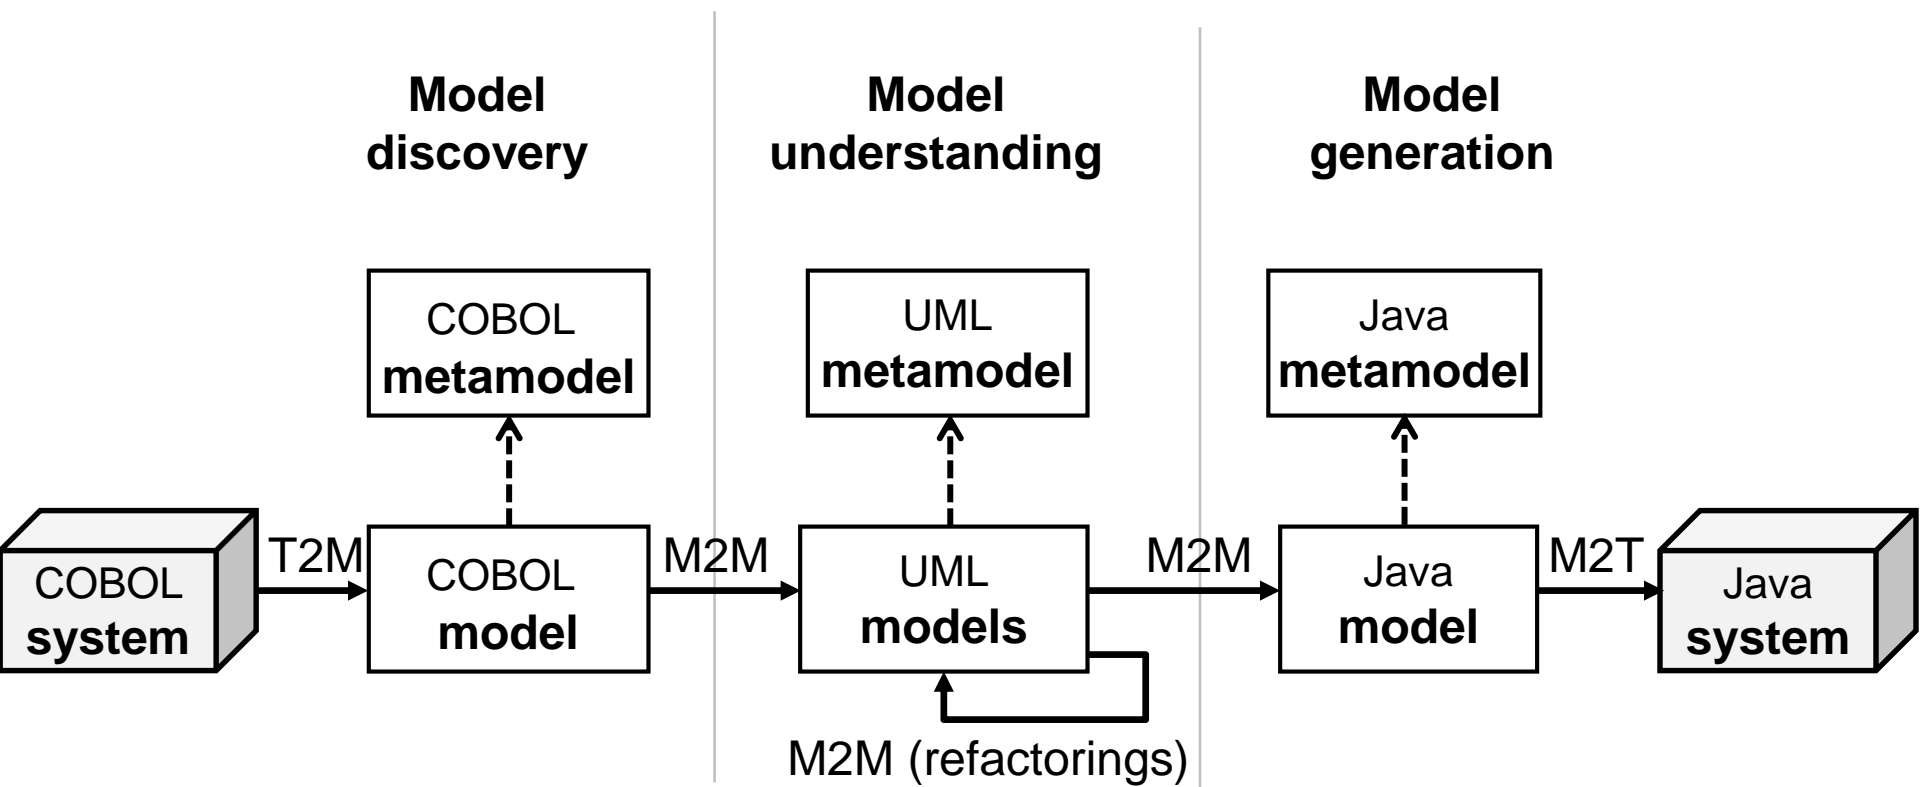 Model
discovery
Model
understanding
Model
generation
COBOL
metamodel
UML
metamodel
Java
metamodel
COBOL
system
T2M
COBOL
model
M2M
UML
models
M2M
Java
model
M2T
Java
system
M2M (refactorings)